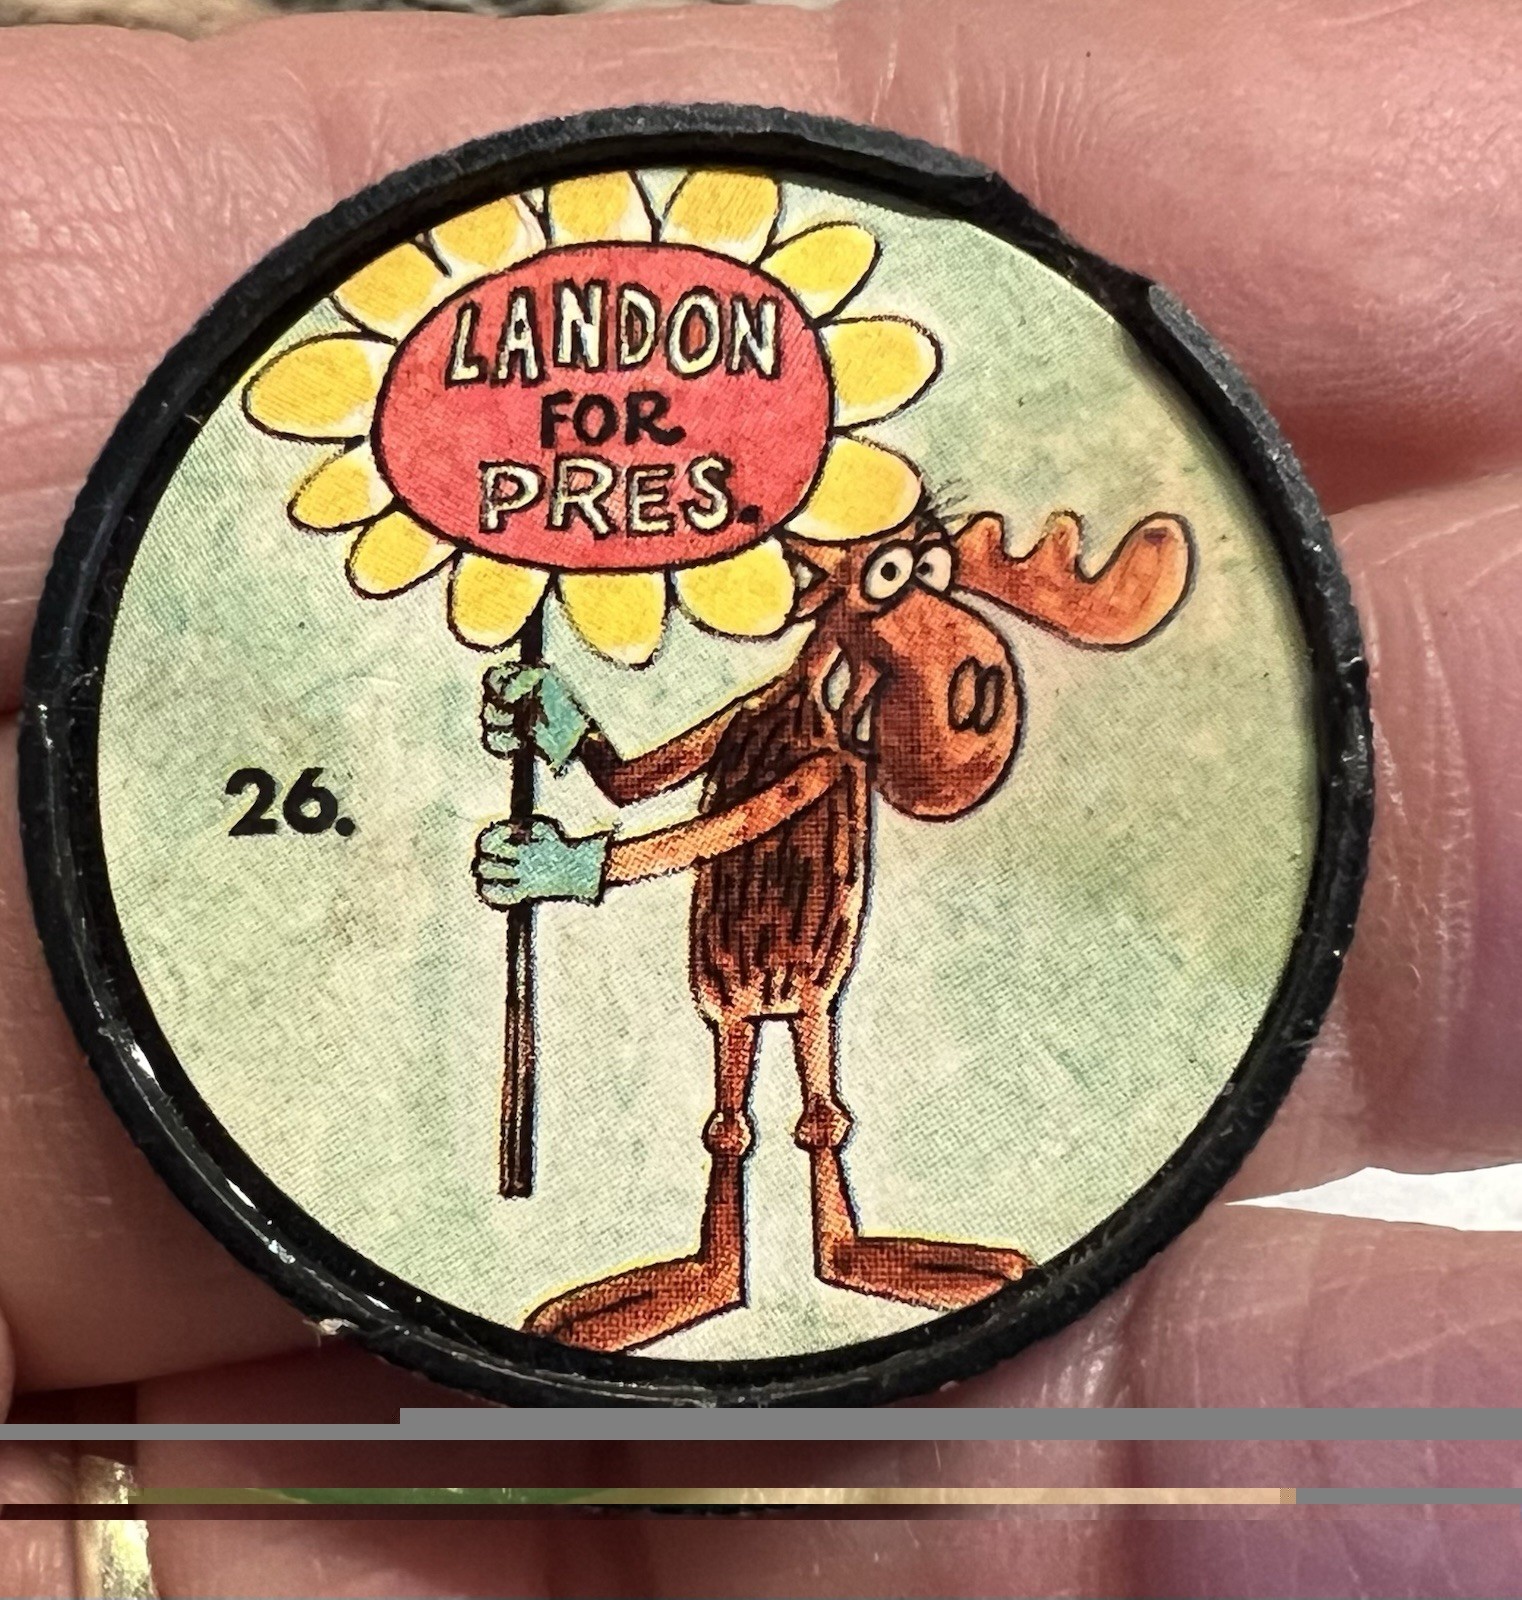 LANDON
FOR
PRES.
26.